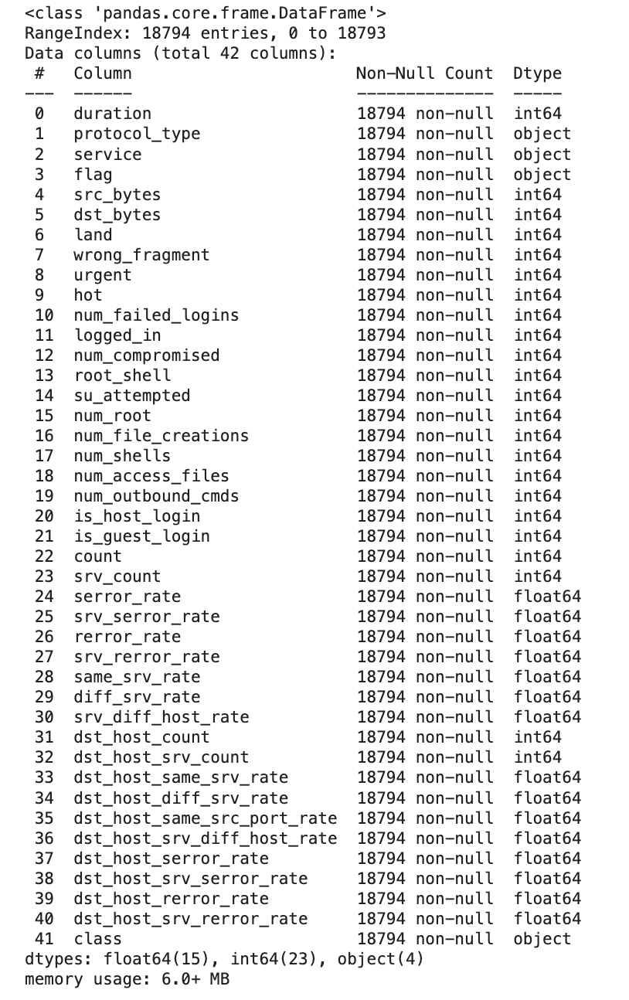 <class 'pandas.core.frame.DataFrame'>
RangeIndex: 18794 entries, 0 to 18793
Data columns (total 42 columns):
 #   Column                       Non-Null Count  Dtype
---  ------                       --------------  -----
 0   duration                     18794 non-null  int64
 1   protocol_type                18794 non-null  object
 2   service                      18794 non-null  object
 3   flag                         18794 non-null  object
 4   src_bytes                    18794 non-null  int64
 5   dst_bytes                    18794 non-null  int64
 6   land                         18794 non-null  int64
 7   wrong_fragment               18794 non-null  int64
 8   urgent                       18794 non-null  int64
 9   hot                          18794 non-null  int64
 10  num_failed_logins            18794 non-null  int64
 11  logged_in                    18794 non-null  int64
 12  num_compromised              18794 non-null  int64
 13  root_shell                   18794 non-null  int64
 14  su_attempted                 18794 non-null  int64
 15  num_root                     18794 non-null  int64
 16  num_file_creations           18794 non-null  int64
 17  num_shells                   18794 non-null  int64
 18  num_access_files             18794 non-null  int64
 19  num_outbound_cmds            18794 non-null  int64
 20  is_host_login                18794 non-null  int64
 21  is_guest_login               18794 non-null  int64
 22  count                        18794 non-null  int64
 23  srv_count                    18794 non-null  int64
 24  serror_rate                  18794 non-null  float64
 25  srv_serror_rate              18794 non-null  float64
 26  rerror_rate                  18794 non-null  float64
 27  srv_rerror_rate              18794 non-null  float64
 28  same_srv_rate                18794 non-null  float64
 29  diff_srv_rate                18794 non-null  float64
 30  srv_diff_host_rate           18794 non-null  float64
 31  dst_host_count               18794 non-null  int64
 32  dst_host_srv_count           18794 non-null  int64
 33  dst_host_same_srv_rate       18794 non-null  float64
 34  dst_host_diff_srv_rate       18794 non-null  float64
 35  dst_host_same_src_port_rate  18794 non-null  float64
 36  dst_host_srv_diff_host_rate  18794 non-null  float64
 37  dst_host_serror_rate         18794 non-null  float64
 38  dst_host_srv_serror_rate     18794 non-null  float64
 39  dst_host_rerror_rate         18794 non-null  float64
 40  dst_host_srv_rerror_rate     18794 non-null  float64
 41  class                        18794 non-null  object
dtypes: float64(15), int64(23), object(4)
memory usage: 6.0+ MB